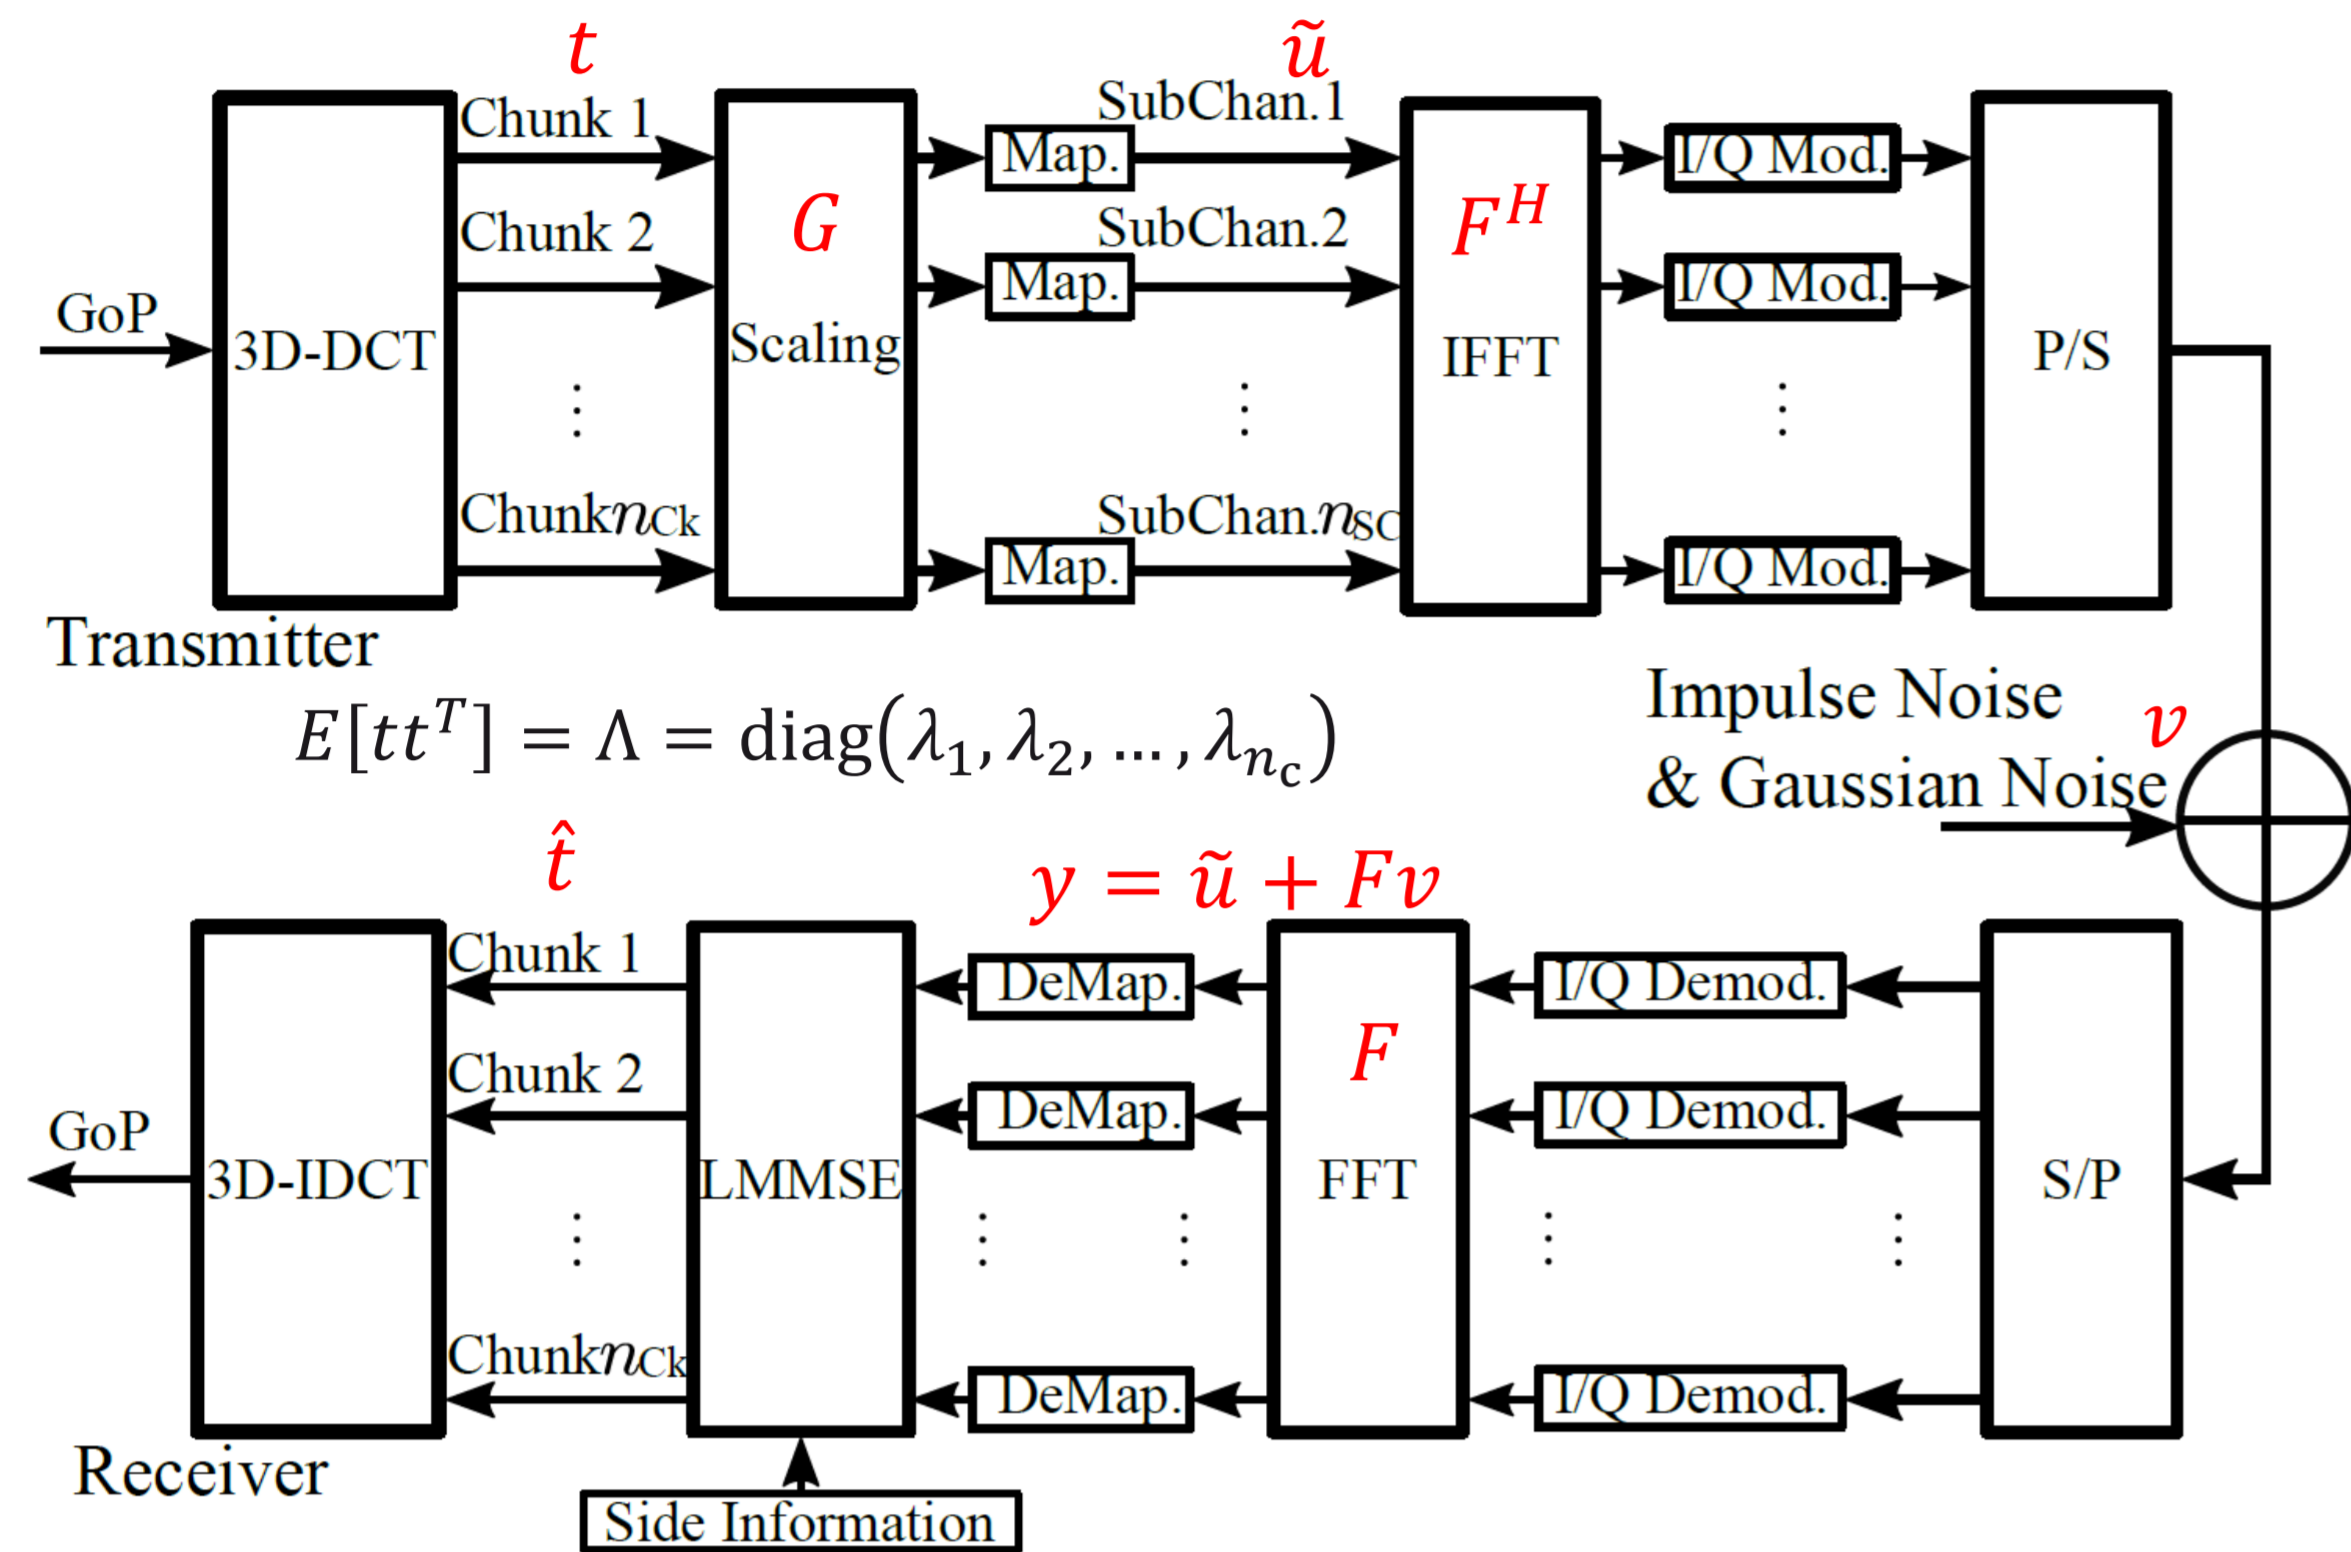 t
ũ
Chunk 1
SubChan.1
Map.
I/Q Mod.
G
F^H
Chunk 2
SubChan.2
Map.
I/Q Mod.
GoP
3D-DCT
Scaling
IFFT
P/S
⋮
⋮
⋮
Chunk n_Ck
SubChan. n_SC
Map.
I/Q Mod.
Transmitter
E[tt^T] = Λ = diag(λ_1, λ_2, …, λ_{n_c})
Impulse Noise
& Gaussian Noise
v
t̂
y = ũ + Fv
Chunk 1
DeMap.
I/Q Demod.
F
Chunk 2
DeMap.
I/Q Demod.
GoP
3D-IDCT
LMMSE
FFT
S/P
⋮
⋮
⋮
⋮
⋮
Chunk n_Ck
DeMap.
I/Q Demod.
Receiver
Side Information